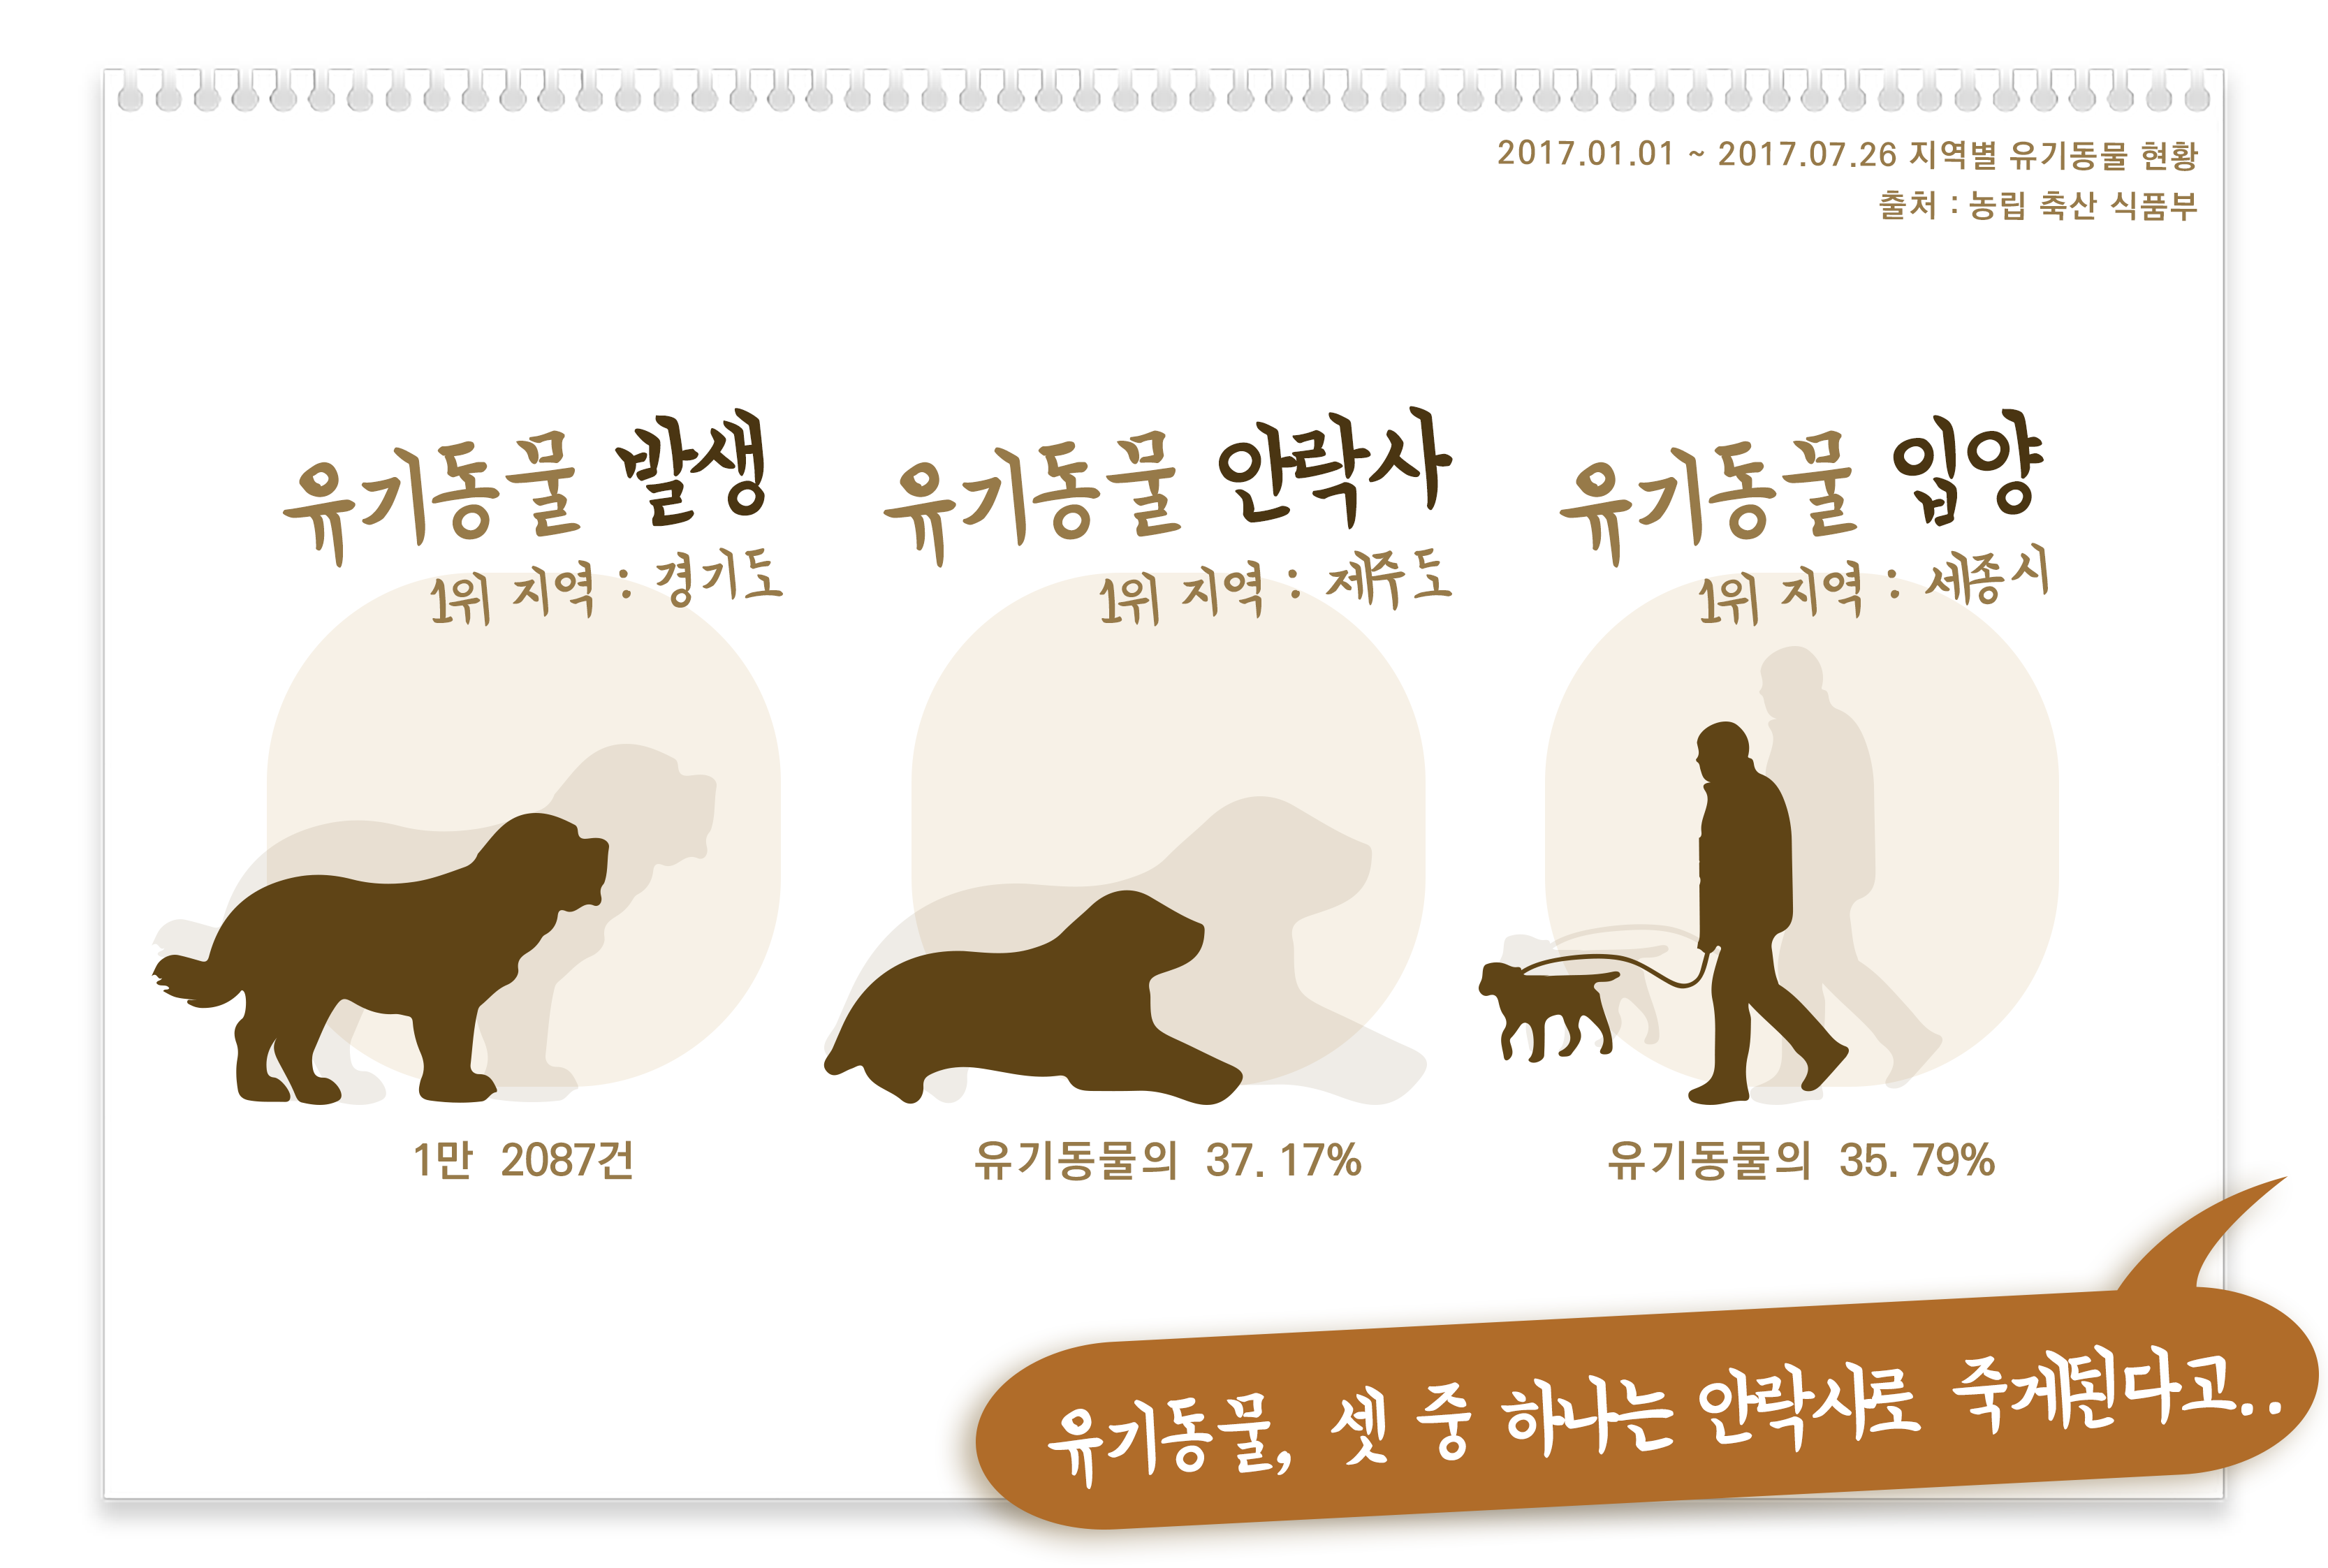 2017.01.01 ~ 2017.07.26 지역별 유기동물 현황
출처 : 농립 축산 식품부
유기동물 발생
1위 지역 : 경기도
1만 2087건
유기동물 안락사
1위 지역 : 제주도
유기동물의 37. 17%
유기동물 입양
1위 지역 : 세종시
유기동물의 35. 79%
유기동물, 셋 중 하나는 안락사로 죽게된다고..